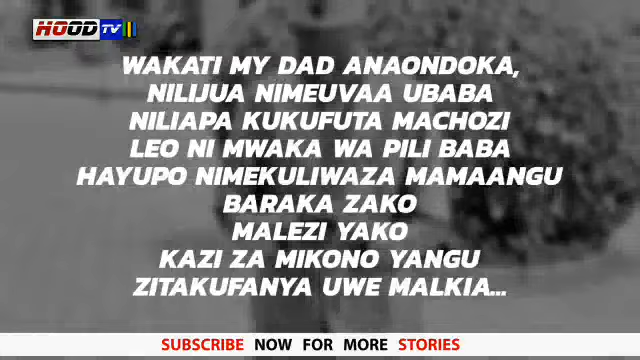 HOOD TV
WAKATI MY DAD ANAONDOKA,
NILIJUA NIMEUVAA UBABA
NILIAPA KUKUFUTA MACHOZI
LEO NI MWAKA WA PILI BABA
HAYUPO NIMEKULIWAZA MAMAANGU
BARAKA ZAKO
MALEZI YAKO
KAZI ZA MIKONO YANGU
ZITAKUFANYA UWE MALKIA...
SUBSCRIBE NOW FOR MORE STORIES